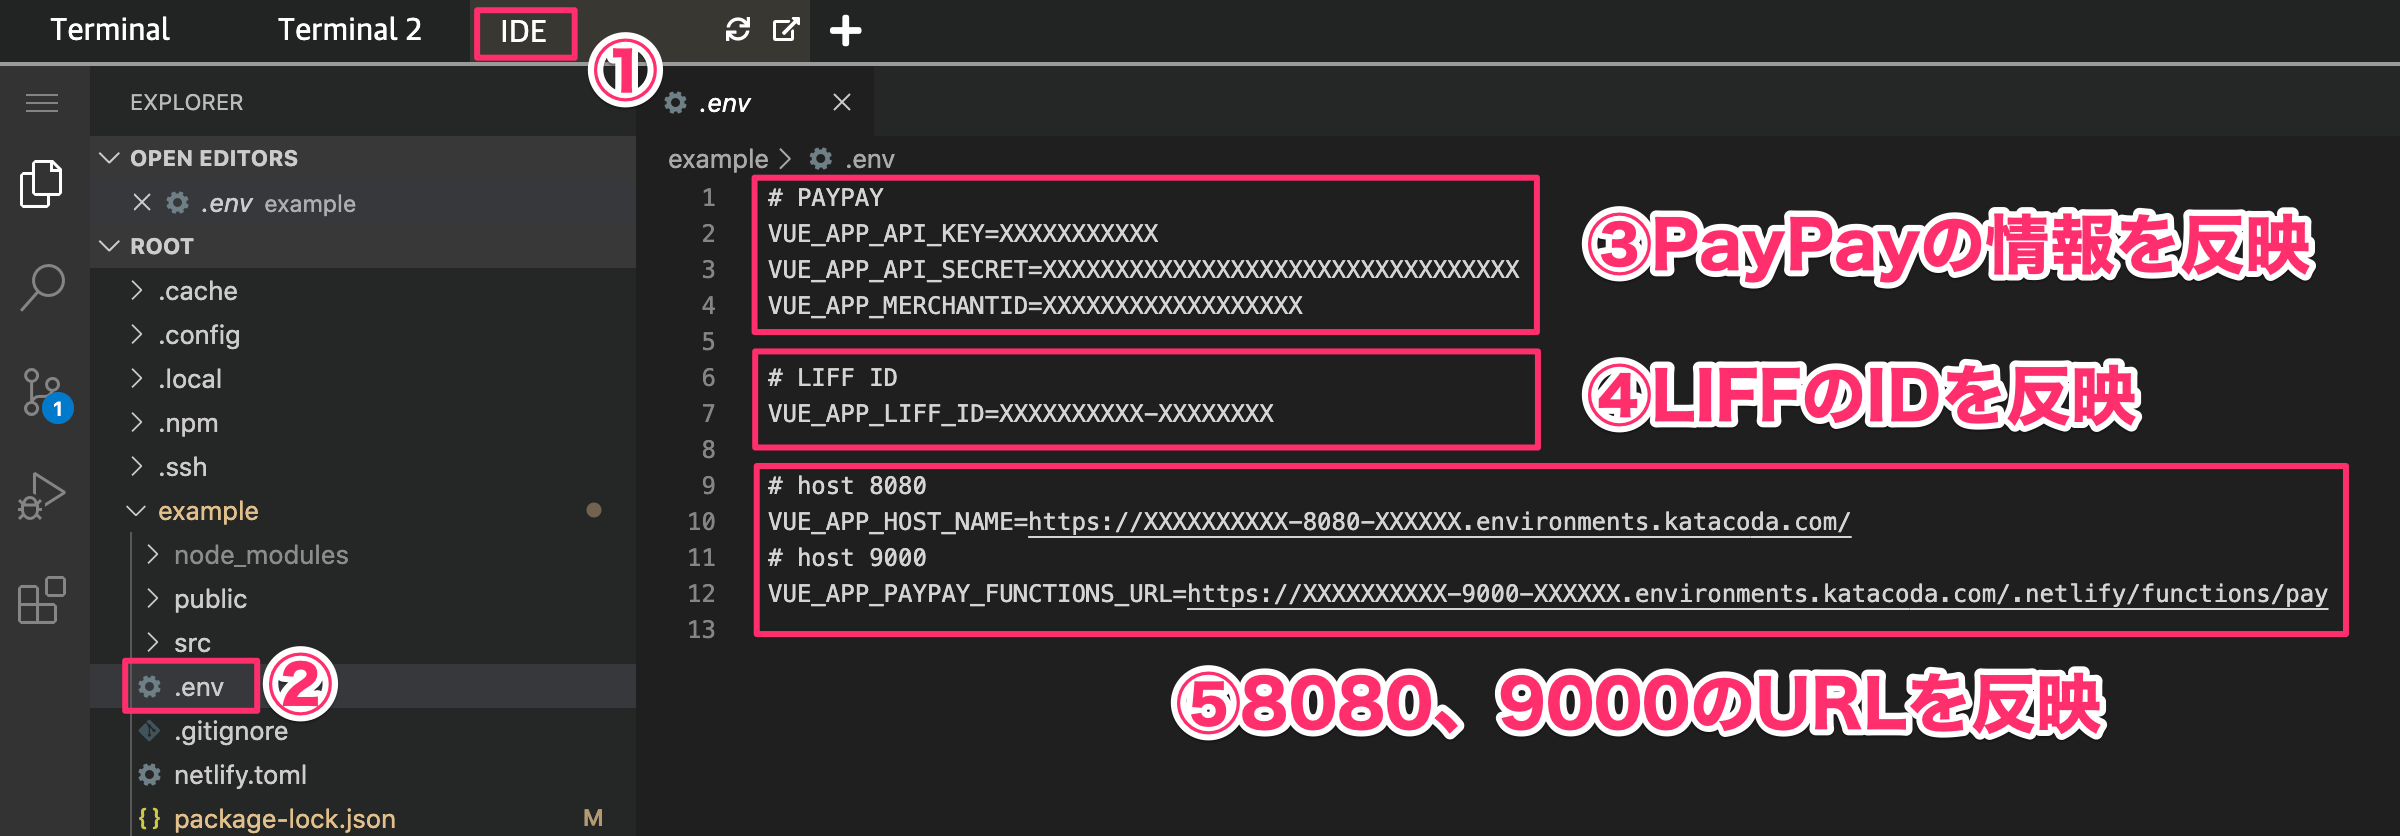 Terminal
Terminal 2
IDE
①
EXPLORER
OPEN EDITORS
.env example
ROOT
.cache
.config
.local
.npm
.ssh
example
node_modules
public
src
.env
②
.gitignore
netlify.toml
{} package-lock.json M
1
.env
example > .env
1 # PAYPAY
2 VUE_APP_API_KEY=XXXXXXXXXXX
3 VUE_APP_API_SECRET=XXXXXXXXXXXXXXXXXXXXXXXXXXXXXXXXX
4 VUE_APP_MERCHANTID=XXXXXXXXXXXXXXXXXX
5
6 # LIFF ID
7 VUE_APP_LIFF_ID=XXXXXXXXXX-XXXXXXXX
8
9 # host 8080
10 VUE_APP_HOST_NAME=https://XXXXXXXXXX-8080-XXXXXX.environments.katacoda.com/
11 # host 9000
12 VUE_APP_PAYPAY_FUNCTIONS_URL=https://XXXXXXXXXX-9000-XXXXXX.environments.katacoda.com/.netlify/functions/pay
13
③PayPayの情報を反映
④LIFFのIDを反映
⑤8080、9000のURLを反映